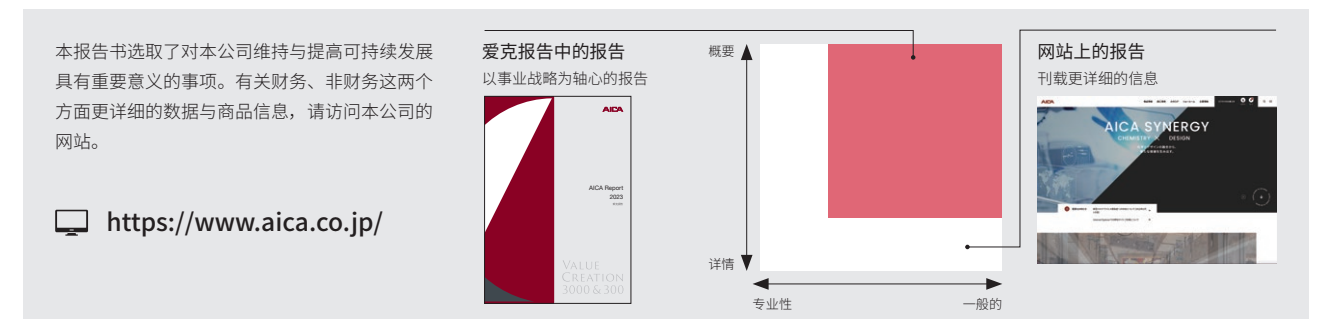 本报告书选取了对本公司维持与提高可持续发展
具有重要意义的事项。有关财务、非财务这两个
方面更详细的数据与商品信息，请访问本公司的
网站。
https://www.aica.co.jp/
爱克报告中的报告
以事业战略为轴心的报告
AICA
AICA Report
2023
VALUE
CREATION
3000 & 300
概要
详情
专业性
一般的
网站上的报告
刊载更详细的信息
AICA
AICA SYNERGY
CHEMISTRY × DESIGN